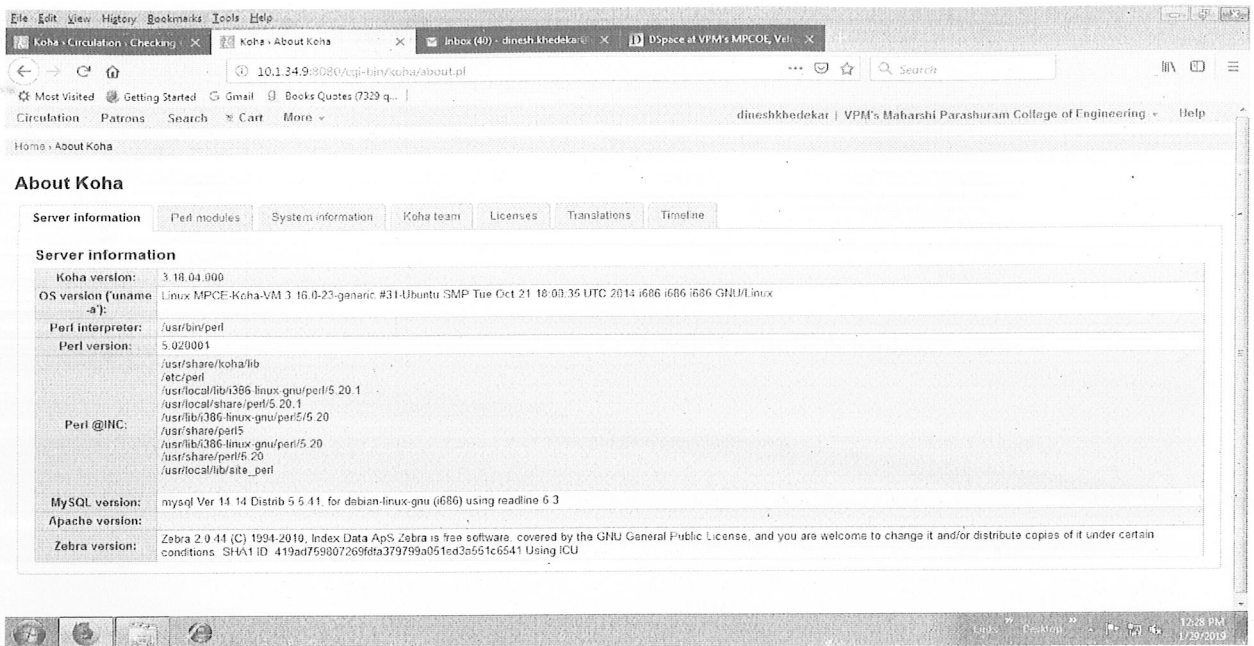 File Edit View History Bookmarks Tools Help
Koha › Circulation › Checking
Koha › About Koha
Inbox (40) - dinesh.khedekar@
DSpace at VPM's MPCOE, Vel
10.1.34.9:8080/cgi-bin/koha/about.pl
Search
Most Visited Getting Started Gmail Books Quotes (7329 q...
Circulation Patrons Search Cart More
dineshkhedekar | VPM's Maharshi Parashuram College of Engineering Help
Home › About Koha
About Koha
Server information Perl modules System information Koha team Licenses Translations Timeline
Server information
Koha version: 3.18.04.000
OS version ('uname -a'): Linux MPCE-Koha-VM 3.16.0-23-generic #31-Ubuntu SMP Tue Oct 21 18:00:35 UTC 2014 i686 i686 i686 GNU/Linux
Perl interpreter: /usr/bin/perl
Perl version: 5.020001
Perl @INC: /usr/share/koha/lib
/etc/perl
/usr/local/lib/i386-linux-gnu/perl/5.20.1
/usr/local/share/perl/5.20.1
/usr/lib/i386-linux-gnu/perl5/5.20
/usr/share/perl5
/usr/lib/i386-linux-gnu/perl/5.20
/usr/share/perl/5.20
/usr/local/lib/site_perl
MySQL version: mysql Ver 14.14 Distrib 5.5.41, for debian-linux-gnu (i686) using readline 6.3
Apache version:
Zebra version: Zebra 2.0.44 (C) 1994-2010, Index Data ApS Zebra is free software, covered by the GNU General Public License, and you are welcome to change it and/or distribute copies of it under certain
conditions. SHA1 ID: 419ad759807269fdfa379799a051ed3a551c6541 Using ICU
Links Desktop
12:28 PM
1/29/2019